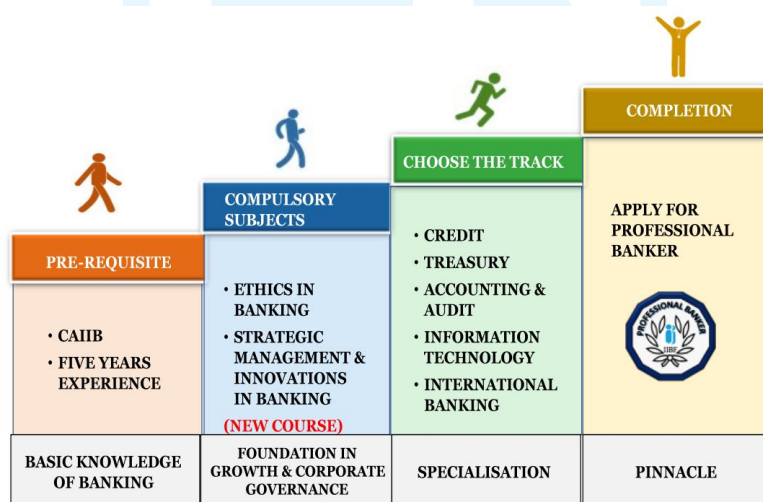 PRE-REQUISITE
• CAIIB
• FIVE YEARS
EXPERIENCE
BASIC KNOWLEDGE
OF BANKING
COMPULSORY
SUBJECTS
• ETHICS IN
BANKING
• STRATEGIC
MANAGEMENT &
INNOVATIONS
IN BANKING
(NEW COURSE)
FOUNDATION IN
GROWTH & CORPORATE
GOVERNANCE
CHOOSE THE TRACK
• CREDIT
• TREASURY
• ACCOUNTING &
AUDIT
• INFORMATION
TECHNOLOGY
• INTERNATIONAL
BANKING
SPECIALISATION
COMPLETION
APPLY FOR
PROFESSIONAL
BANKER
PROFESSIONAL BANKER
IIBF
PINNACLE